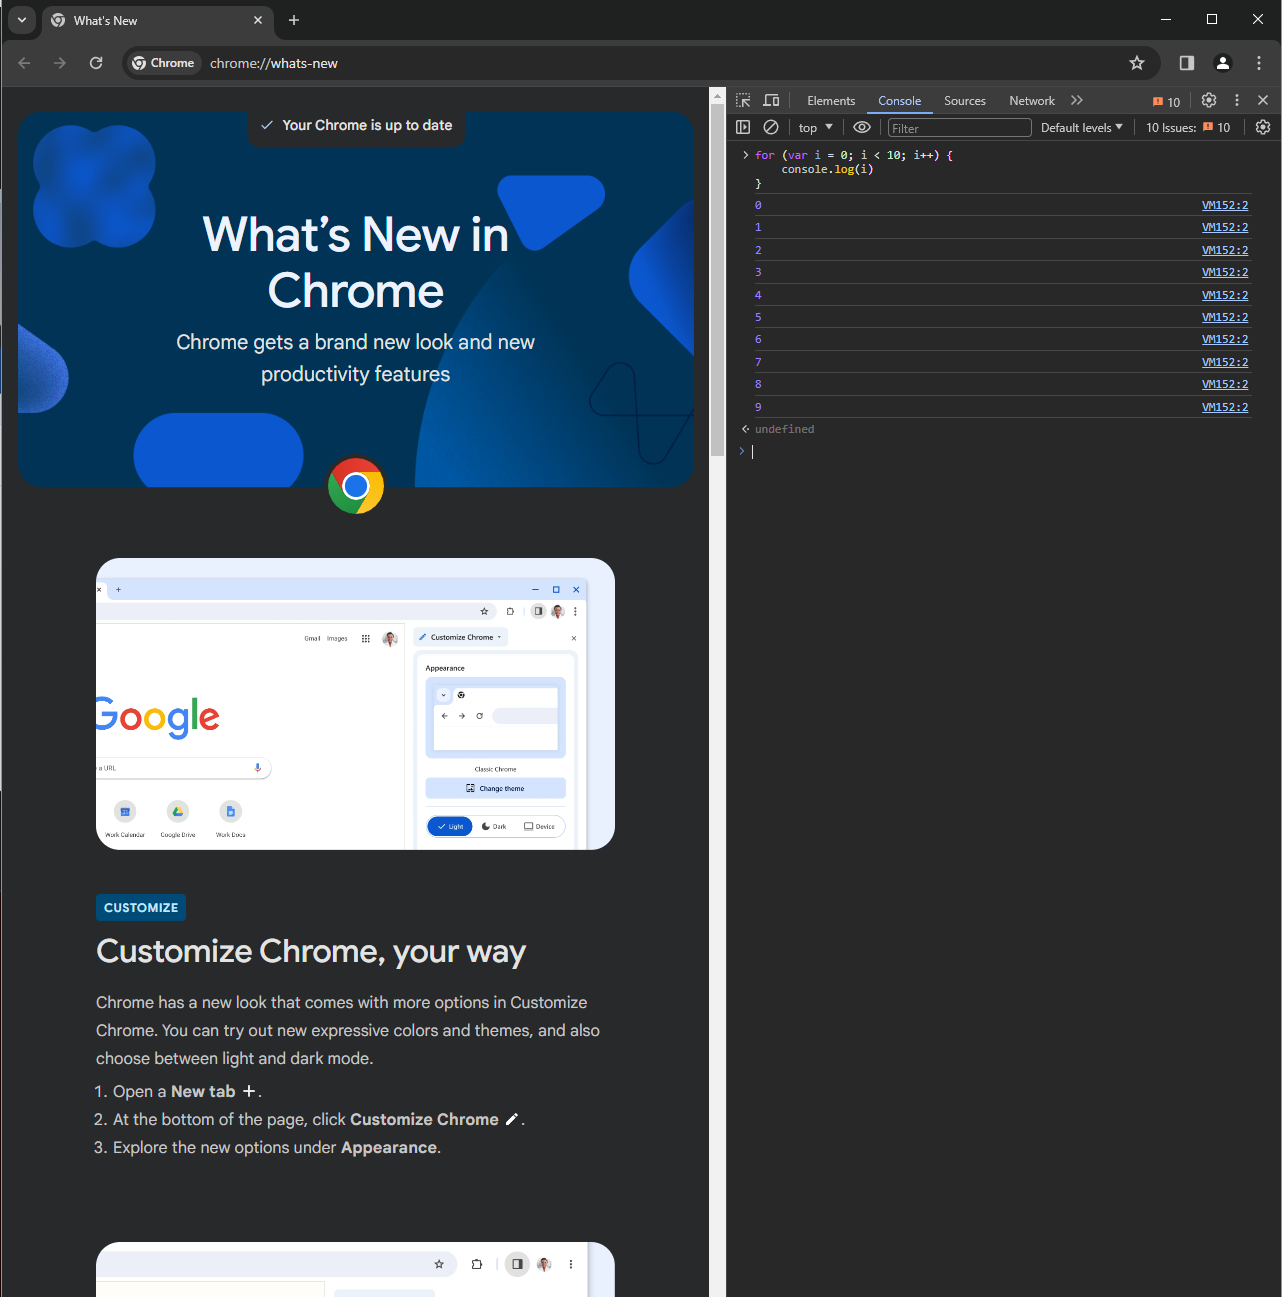 What's New
Chrome
chrome://whats-new
Your Chrome is up to date
What's New in
Chrome
Chrome gets a brand new look and new
productivity features
Gmail Images
Customize Chrome
Appearance
Google
a URL
Classic Chrome
Change theme
Work Calendar Google Drive Work Docs
Light Dark Device
CUSTOMIZE
Customize Chrome, your way
Chrome has a new look that comes with more options in Customize
Chrome. You can try out new expressive colors and themes, and also
choose between light and dark mode.
1. Open a New tab +.
2. At the bottom of the page, click Customize Chrome .
3. Explore the new options under Appearance.
Elements Console Sources Network 10
top Filter Default levels 10 Issues: 10
for (var i = 0; i < 10; i++) {
console.log(i)
}
0 VM152:2
1 VM152:2
2 VM152:2
3 VM152:2
4 VM152:2
5 VM152:2
6 VM152:2
7 VM152:2
8 VM152:2
9 VM152:2
undefined